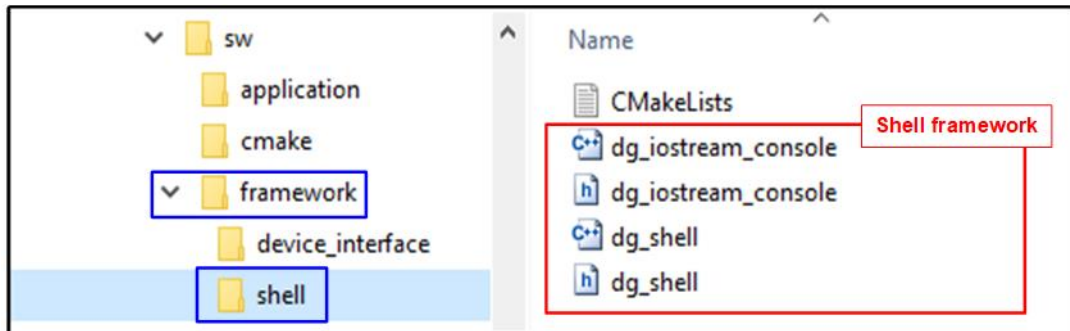 sw
application
cmake
framework
device_interface
shell
Name
CMakeLists
Shell framework
C++ dg_iostream_console
h dg_iostream_console
C++ dg_shell
h dg_shell